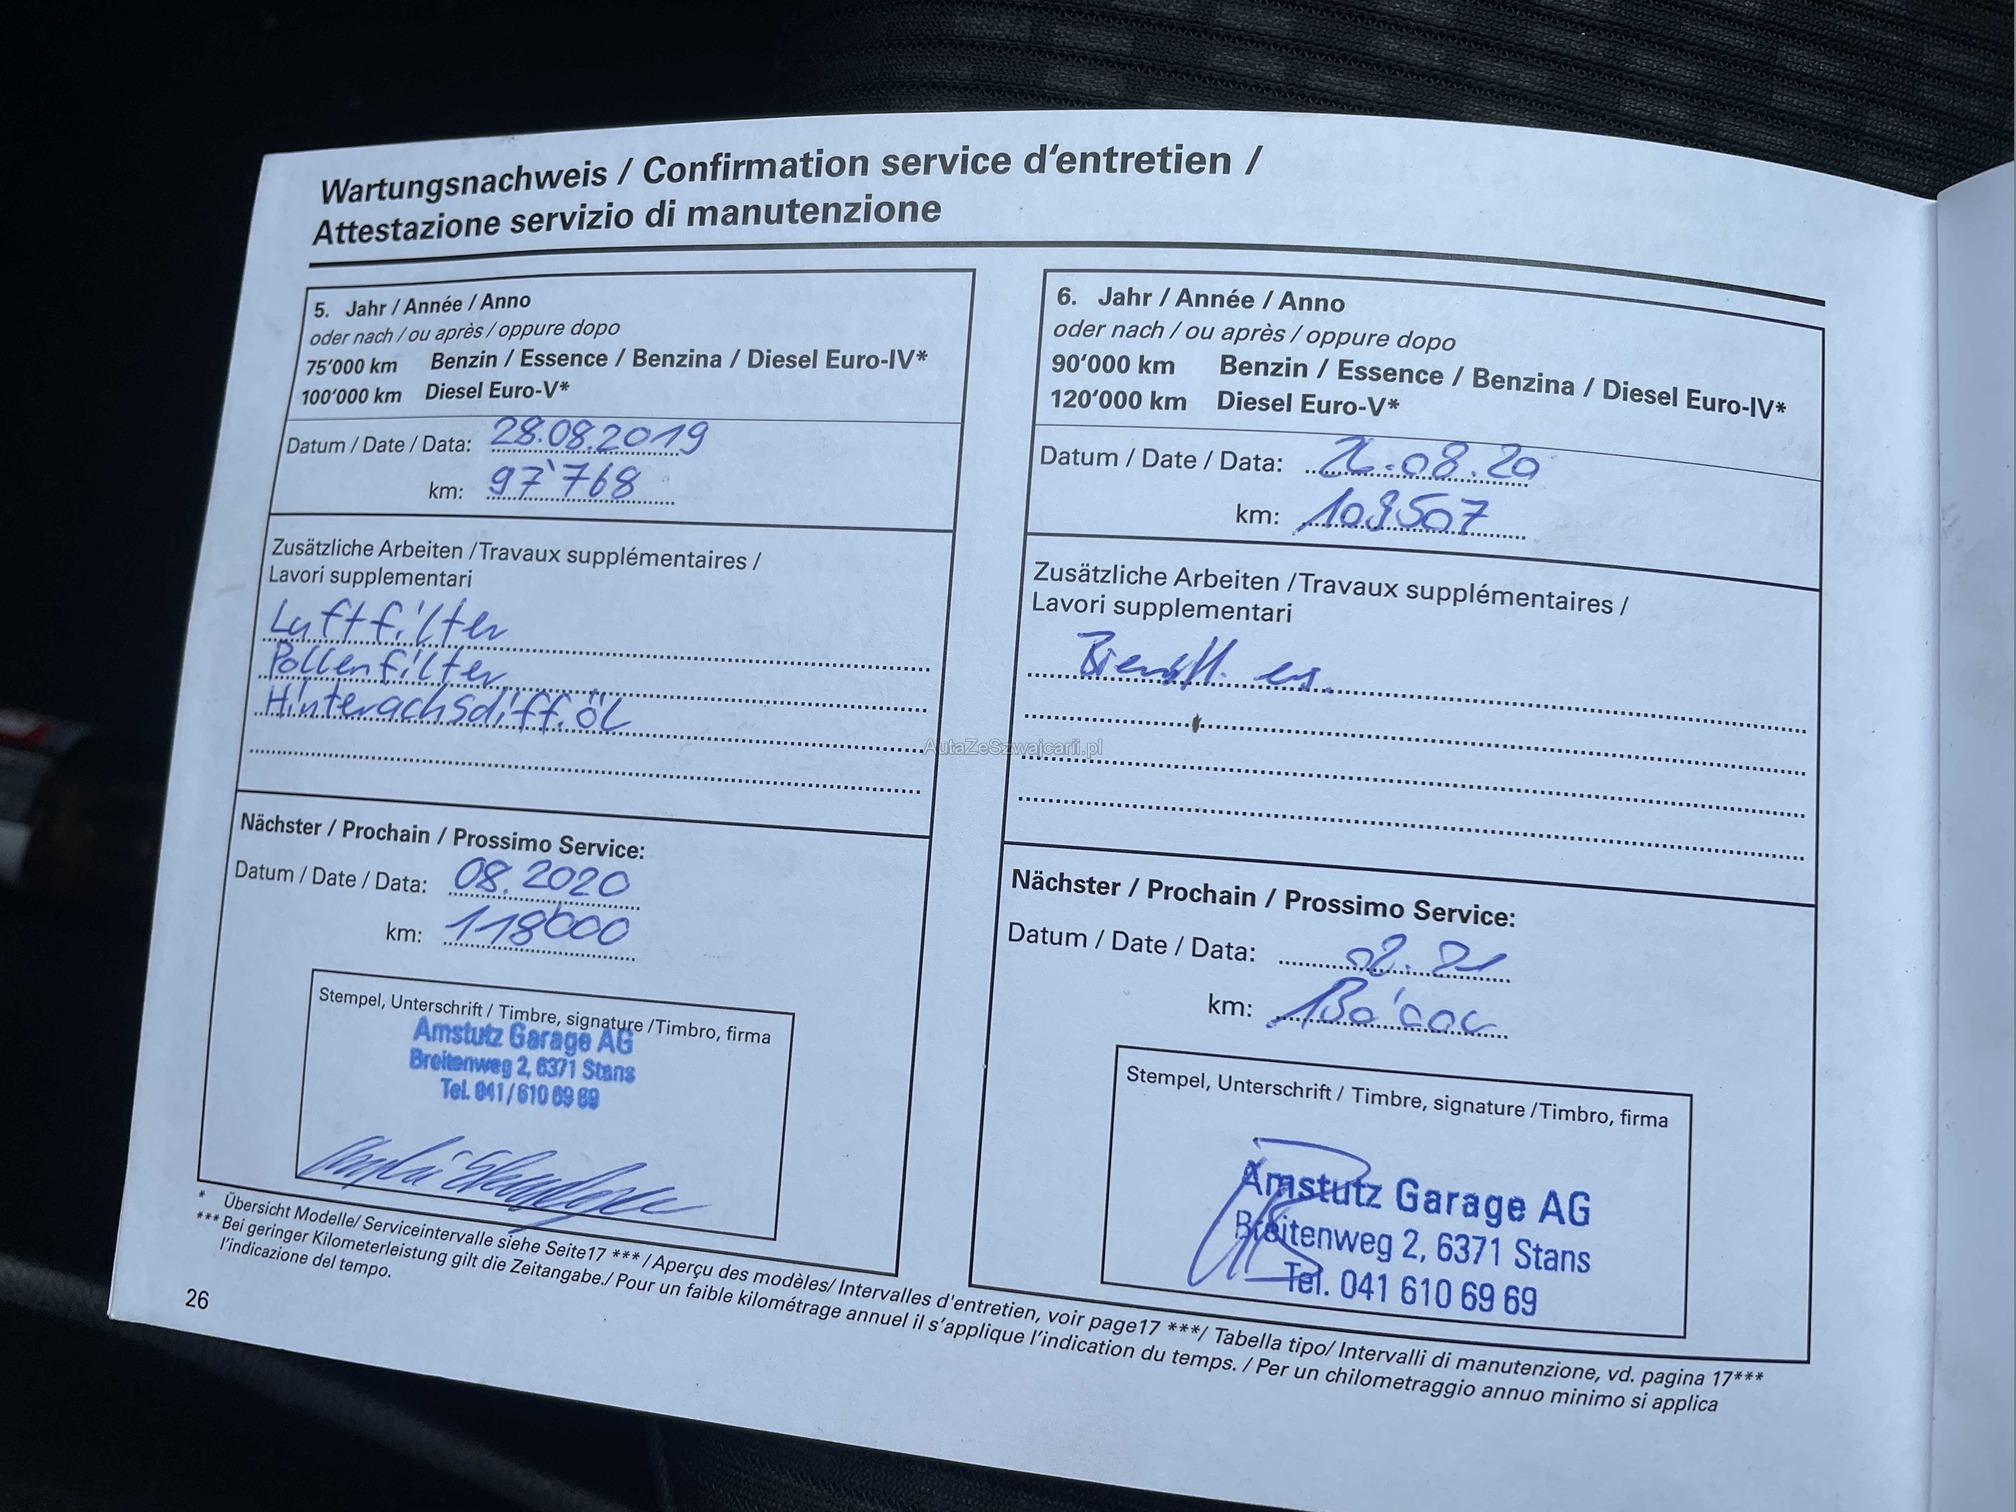 Wartungsnachweis / Confirmation service d'entretien /
Attestazione servizio di manutenzione
5. Jahr / Année / Anno
oder nach / ou après / oppure dopo
75'000 km Benzin / Essence / Benzina / Diesel Euro-IV*
100'000 km Diesel Euro-V*
Datum / Date / Data: 28.08.2019
km: 97'768
Zusätzliche Arbeiten / Travaux supplémentaires /
Lavori supplementari
Luftfilter
Pollenfilter
Hinterachsdiff.öl
Nächster / Prochain / Prossimo Service:
Datum / Date / Data: 08.2020
km: 118000
Stempel, Unterschrift / Timbre, signature / Timbro, firma
Amstutz Garage AG
Breitenweg 2, 6371 Stans
Tel. 041/610 69 69
6. Jahr / Année / Anno
oder nach / ou après / oppure dopo
90'000 km Benzin / Essence / Benzina / Diesel Euro-IV*
120'000 km Diesel Euro-V*
Datum / Date / Data:
km: 109507
Zusätzliche Arbeiten / Travaux supplémentaires /
Lavori supplementari
Nächster / Prochain / Prossimo Service:
Datum / Date / Data:
km:
Stempel, Unterschrift / Timbre, signature / Timbro, firma
Amstutz Garage AG
Breitenweg 2, 6371 Stans
Tel. 041 610 69 69
* Übersicht Modelle/ Serviceintervalle siehe Seite17 *** / Aperçu des modèles/ Intervalles d'entretien, voir page17 ***/ Tabella tipo/ Intervalli di manutenzione, vd. pagina 17***
*** Bei geringer Kilometerleistung gilt die Zeitangabe./ Pour un faible kilométrage annuel il s'applique l'indication du temps. / Per un chilometraggio annuo minimo si applica
l'indicazione del tempo.
26
AutaZeSzwajcarii.pl